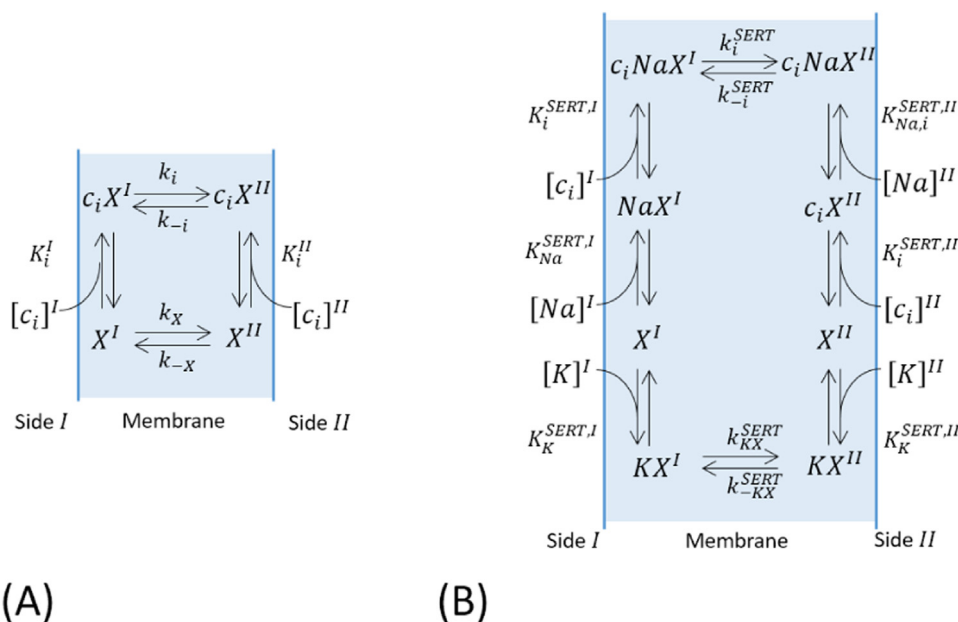 k_i
c_iX^I c_iX^II
k_{-i}
K_i^I K_i^II
[c_i]^I [c_i]^II
k_X
X^I X^II
k_{-X}
Side I Membrane Side II
(A)
k_i^{SERT}
c_iNaX^I c_iNaX^{II}
k_{-i}^{SERT}
K_i^{SERT,I} K_{Na,i}^{SERT,II}
[c_i]^I [Na]^{II}
NaX^I c_iX^{II}
K_{Na}^{SERT,I} K_i^{SERT,II}
[Na]^I [c_i]^{II}
X^I X^{II}
[K]^I [K]^{II}
K_K^{SERT,I} K_K^{SERT,II}
k_{KX}^{SERT}
KX^I KX^{II}
k_{-KX}^{SERT}
Side I Membrane Side II
(B)